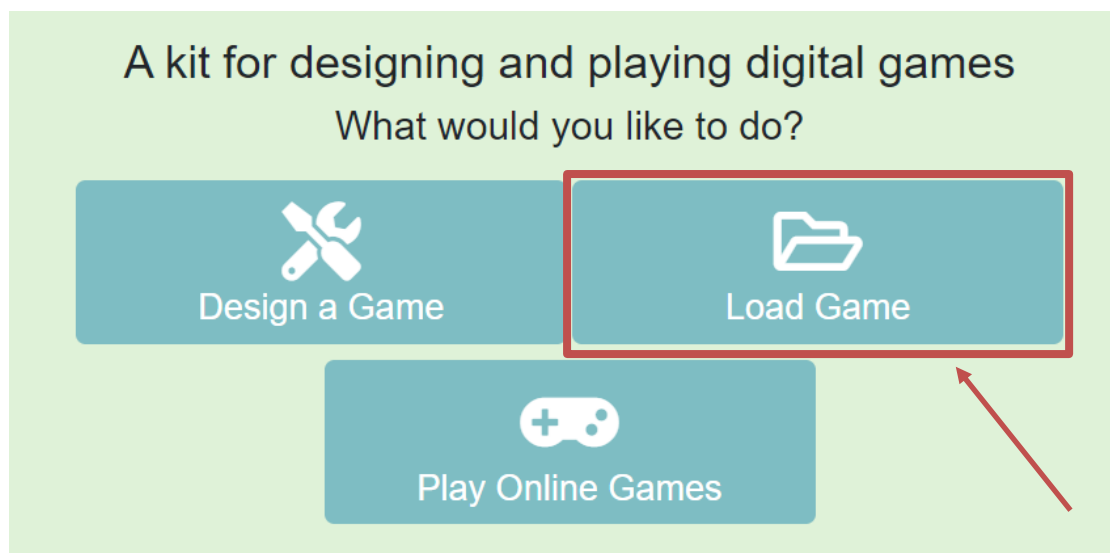 A kit for designing and playing digital games
What would you like to do?
Design a Game
Load Game
Play Online Games